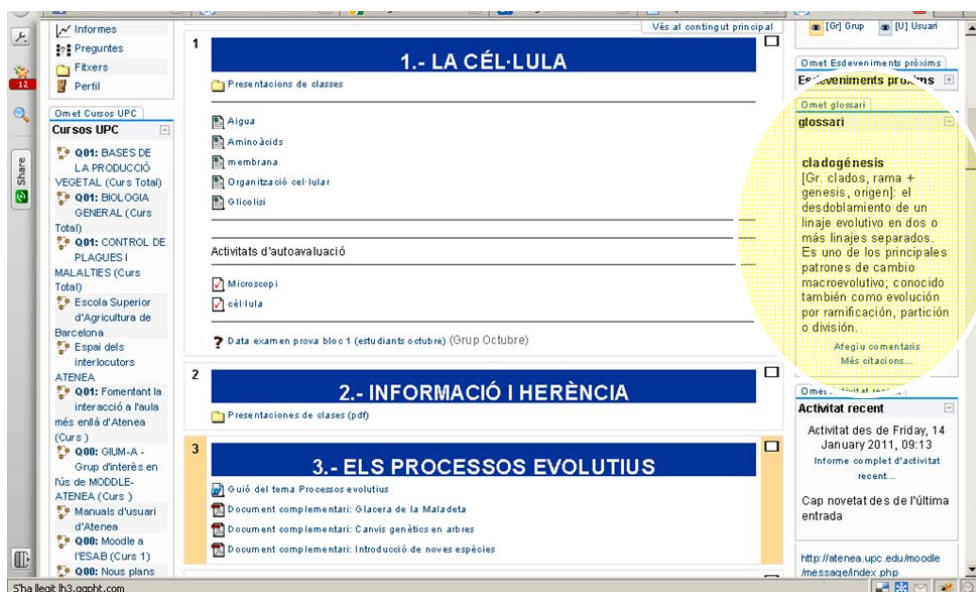 Informes
Preguntes
Fitxers
Perfil
12
Share
Omet Cursos UPC
Cursos UPC
Q01: BASES DE
LA PRODUCCIÓ
VEGETAL (Curs Total)
Q01: BIOLOGIA
GENERAL (Curs
Total)
Q01: CONTROL DE
PLAGUES I
MALALTIES (Curs
Total)
Escola Superior
d'Agricultura de
Barcelona
Espai dels
interlocutors
ATENEA
Q01: Fomentant la
interacció a l'aula
més enllà d'Atenea
(Curs )
Q00: GIUM-A -
Grup d'interès en
l'ús de MODDLE-
ATENEA (Curs )
Manuals d'usuari
d'Atenea
Q00: Moodle a
l'ESAB (Curs 1)
Q00: Nous plans
Vés al contingut principal
1
1.- LA CÉL·LULA
Presentacions de classes
Aigua
Aminoàcids
membrana
Organització cel·lular
Glicolisi
Activitats d'autoavaluació
Microscopi
cèl·lula
Data examen prova bloc 1 (estudiants octubre) (Grup Octubre)
2
2.- INFORMACIÓ I HERÈNCIA
Presentaciones de clases (pdf)
3
3.- ELS PROCESSOS EVOLUTIUS
Guió del tema Processos evolutius
Document complementari: Glacera de la Maladeta
Document complementari: Canvis genètics en arbres
Document complementari: Introducció de noves espècies
[Gr] Grup [U] Usuari
Omet Esdeveniments pròxims
Esdeveniments pròxims
Omet glossari
glossari
cladogénesis
[Gr. clados, rama +
genesis, origen]: el
desdoblamiento de un
linaje evolutivo en dos o
más linajes separados.
Es uno de los principales
patrones de cambio
macroevolutivo; conocido
también como evolución
por ramificación, partición
o división.
Afegiu comentaris
Més citacions...
Omet Activitat recent
Activitat recent
Activitat des de Friday, 14
January 2011, 09:13
Informe complet d'activitat
recent...
Cap novetat des de l'última
entrada
http://atenea.upc.edu/moodle
/message/index.php
S'ha llegit lh3.ggpht.com